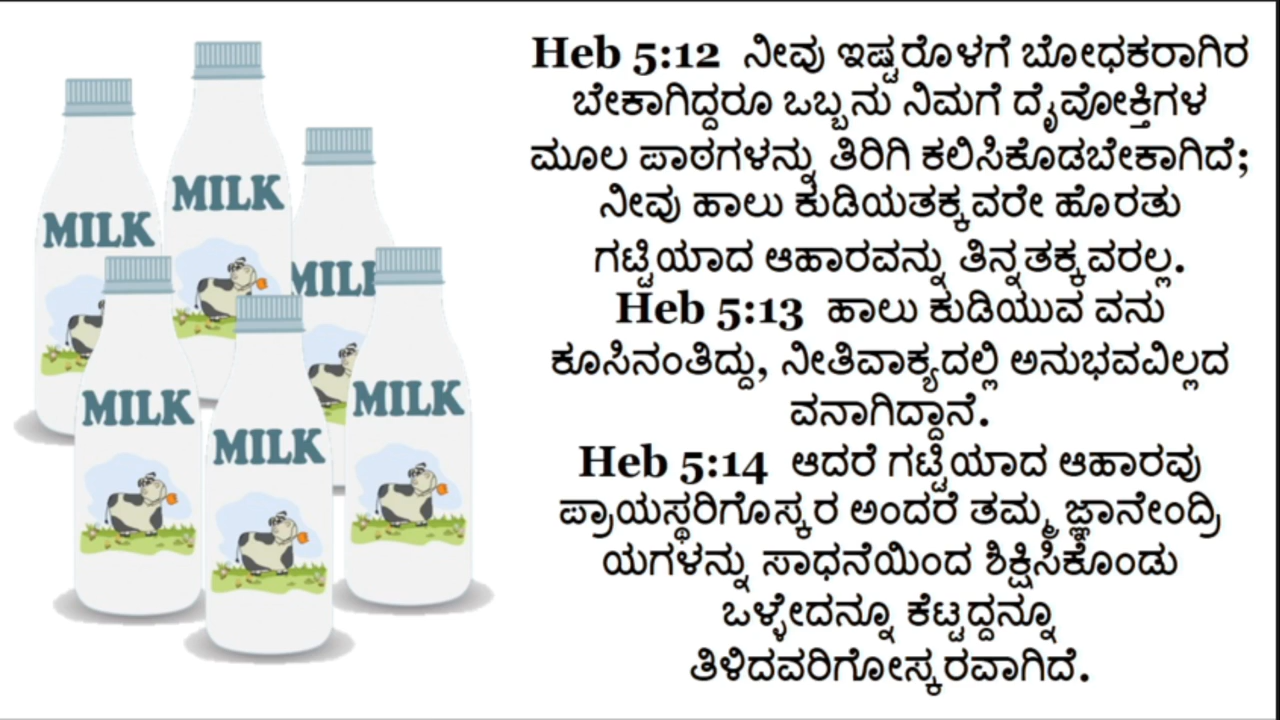 MILK
MILK
MILK
MILK
MILK
MILK
Heb 5:12 ನೀವು ಇಷ್ಟರೊಳಗೆ ಬೋಧಕರಾಗಿರ
ಬೇಕಾಗಿದ್ದರೂ ಒಬ್ಬನು ನಿಮಗೆ ದೈವೋಕ್ತಿಗಳ
ಮೂಲ ಪಾಠಗಳನ್ನು ತಿರಿಗಿ ಕಲಿಸಿಕೊಡಬೇಕಾಗಿದೆ;
ನೀವು ಹಾಲು ಕುಡಿಯತಕ್ಕವರೇ ಹೊರತು
ಗಟ್ಟಿಯಾದ ಆಹಾರವನ್ನು ತಿನ್ನತಕ್ಕವರಲ್ಲ.
Heb 5:13 ಹಾಲು ಕುಡಿಯುವ ವನು
ಕೂಸಿನಂತಿದ್ದು, ನೀತಿವಾಕ್ಯದಲ್ಲಿ ಅನುಭವವಿಲ್ಲದ
ವನಾಗಿದ್ದಾನೆ.
Heb 5:14 ಆದರೆ ಗಟ್ಟಿಯಾದ ಆಹಾರವು
ಪ್ರಾಯಸ್ಥರಿಗೊಸ್ಕರ ಅಂದರೆ ತಮ್ಮ ಜ್ಞಾನೇಂದ್ರಿ
ಯಗಳನ್ನು ಸಾಧನೆಯಿಂದ ಶಿಕ್ಷಿಸಿಕೊಂಡು
ಒಳ್ಳೇದನ್ನೂ ಕೆಟ್ಟದ್ದನ್ನೂ
ತಿಳಿದವರಿಗೋಸ್ಕರವಾಗಿದೆ.